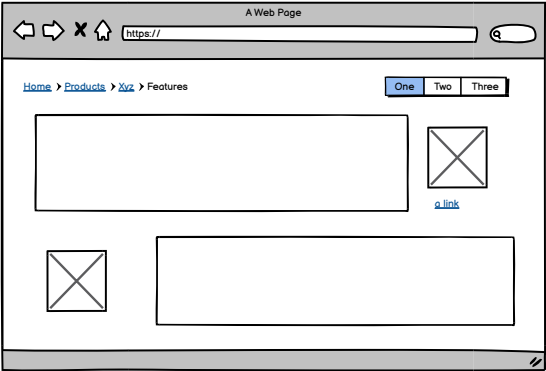 A Web Page
https://
Home Products Xyz Features
One Two Three
a link